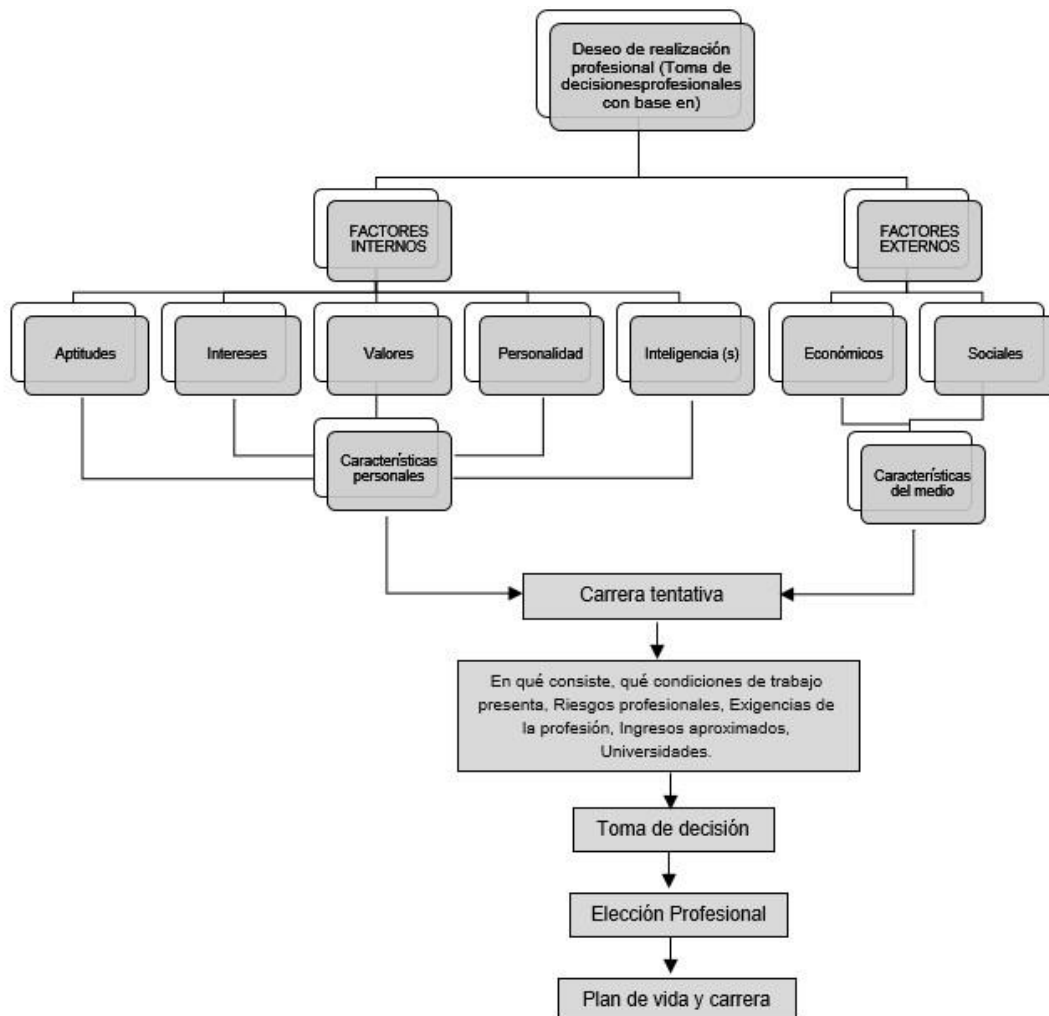 Deseo de realización
profesional (Toma de
decisionesprofesionales
con base en)
FACTORES
INTERNOS
FACTORES
EXTERNOS
Aptitudes
Intereses
Valores
Personalidad
Inteligencia (s)
Económicos
Sociales
Características
personales
Características
del medio
Carrera tentativa
En qué consiste, qué condiciones de trabajo
presenta, Riesgos profesionales, Exigencias de
la profesión, Ingresos aproximados,
Universidades.
Toma de decisión
Elección Profesional
Plan de vida y carrera